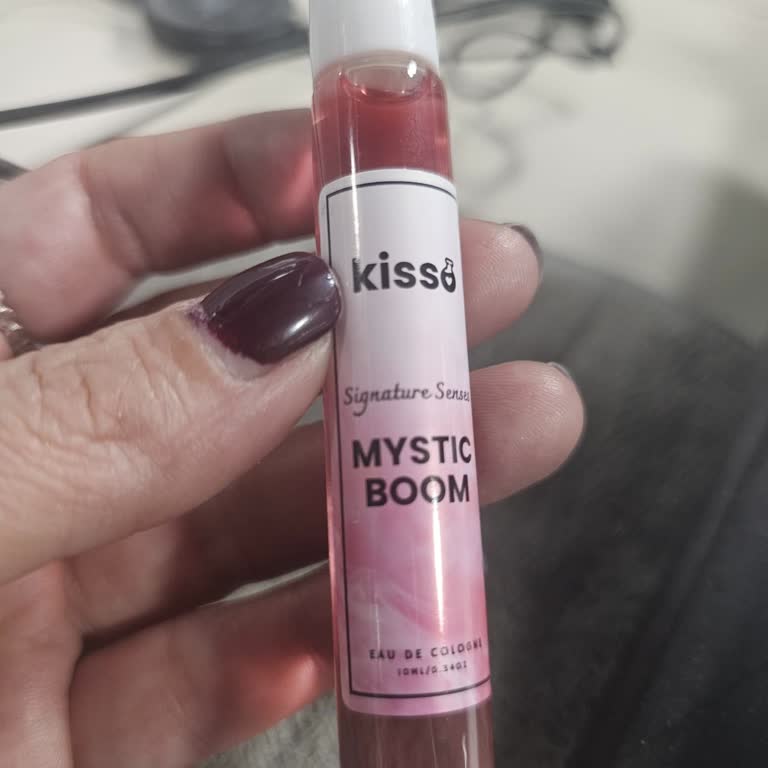 kisso
Signature Senses
MYSTIC
BOOM
EAU DE COLOGNE
10ML/0.34OZ